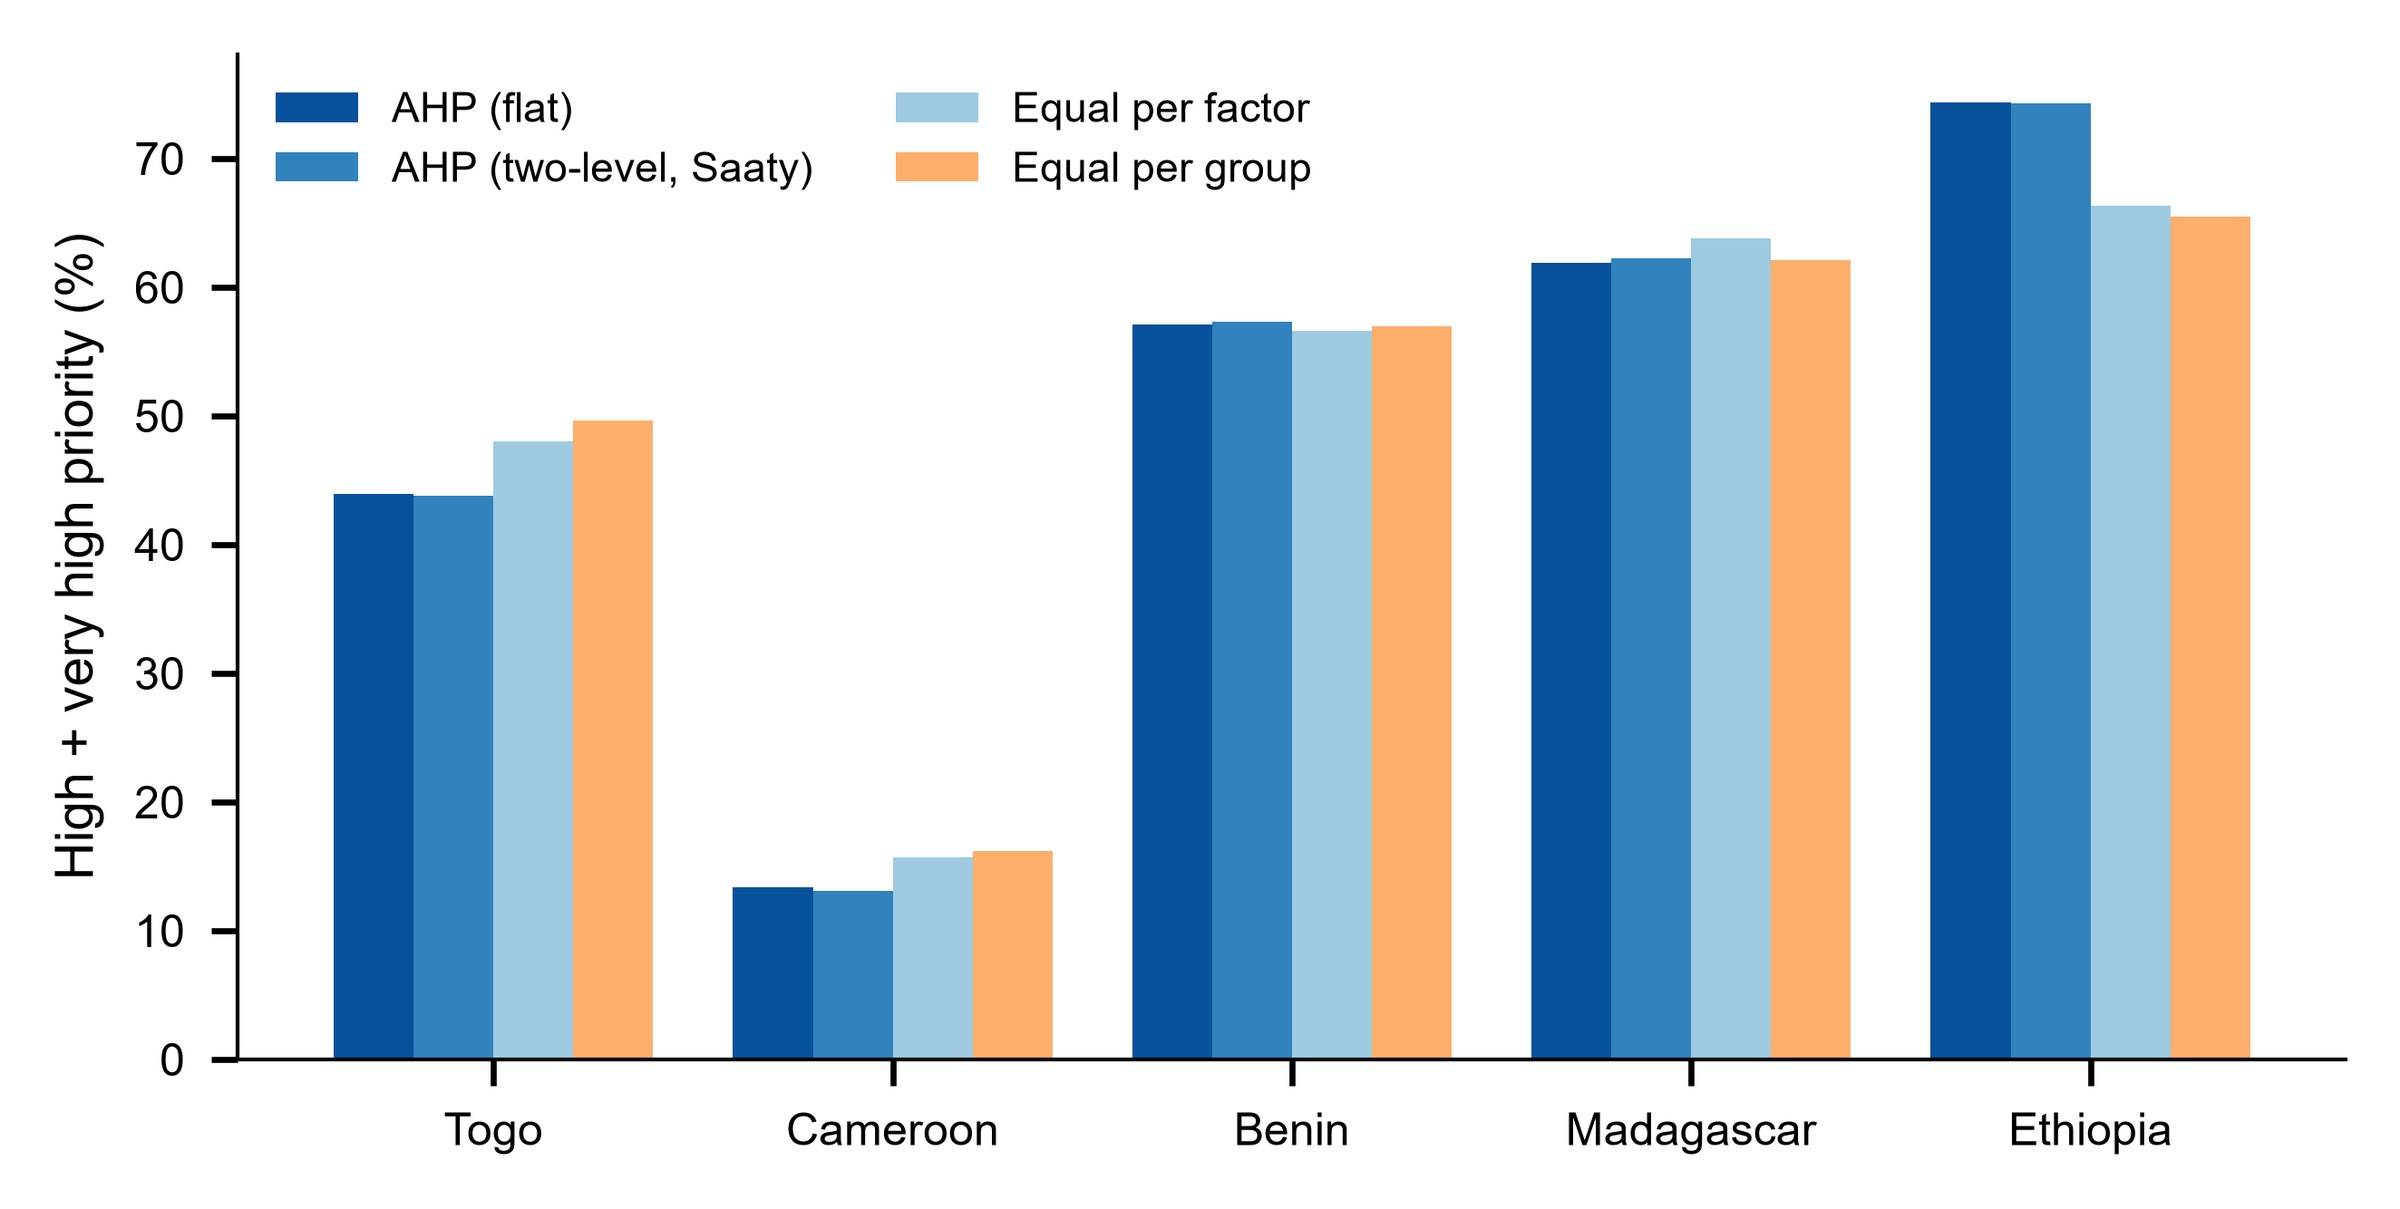 AHP (flat)
AHP (two-level, Saaty)
Equal per factor
Equal per group
High + very high priority (%)
70
60
50
40
30
20
10
0
Togo
Cameroon
Benin
Madagascar
Ethiopia